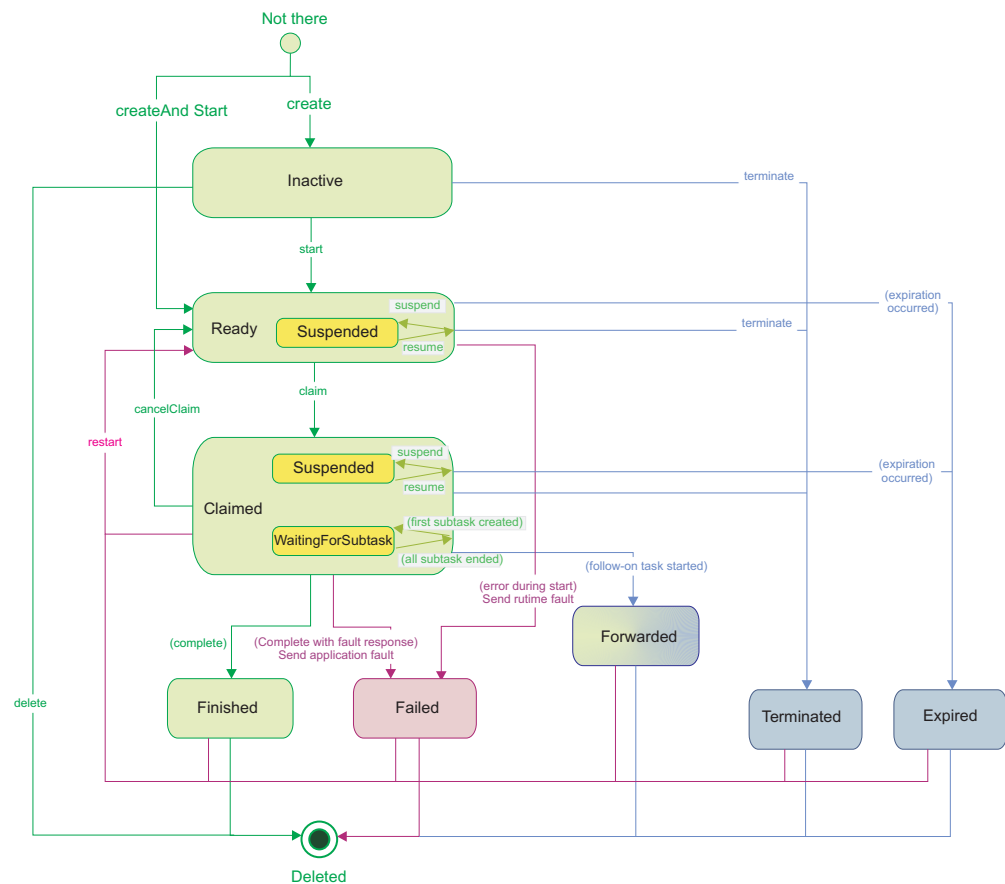 Not there
createAnd Start
create
Inactive
terminate
start
suspend
(expiration
occurred)
Ready
Suspended
terminate
resume
claim
cancelClaim
restart
suspend
Suspended
(expiration
occurred)
resume
Claimed
(first subtask created)
WaitingForSubtask
(all subtask ended)
(follow-on task started)
(error during start)
Send rutime fault
Forwarded
(complete)
(Complete with fault response)
Send application fault
delete
Finished
Failed
Terminated
Expired
Deleted